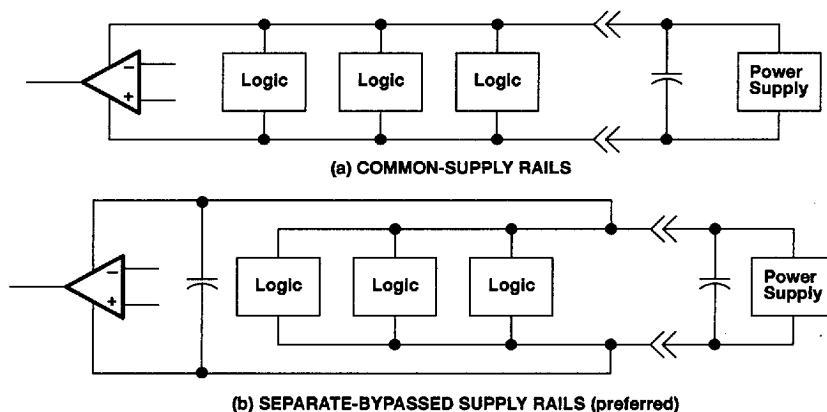 −
+
Logic
Logic
Logic
Power
Supply
(a) COMMON-SUPPLY RAILS
−
+
Logic
Logic
Logic
Power
Supply
(b) SEPARATE-BYPASSED SUPPLY RAILS (preferred)